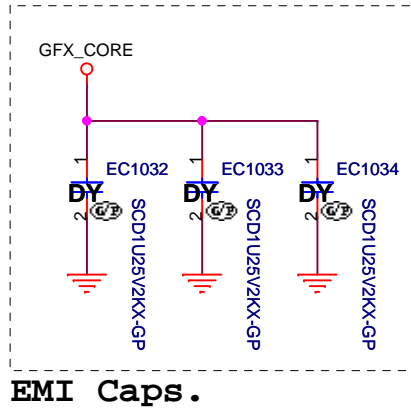 GFX_CORE
1
EC1032
DY
G/P
2
SCD1U25V2KX-GP
1
EC1033
DY
G/P
2
SCD1U25V2KX-GP
1
EC1034
DY
G/P
2
SCD1U25V2KX-GP
EMI Caps.